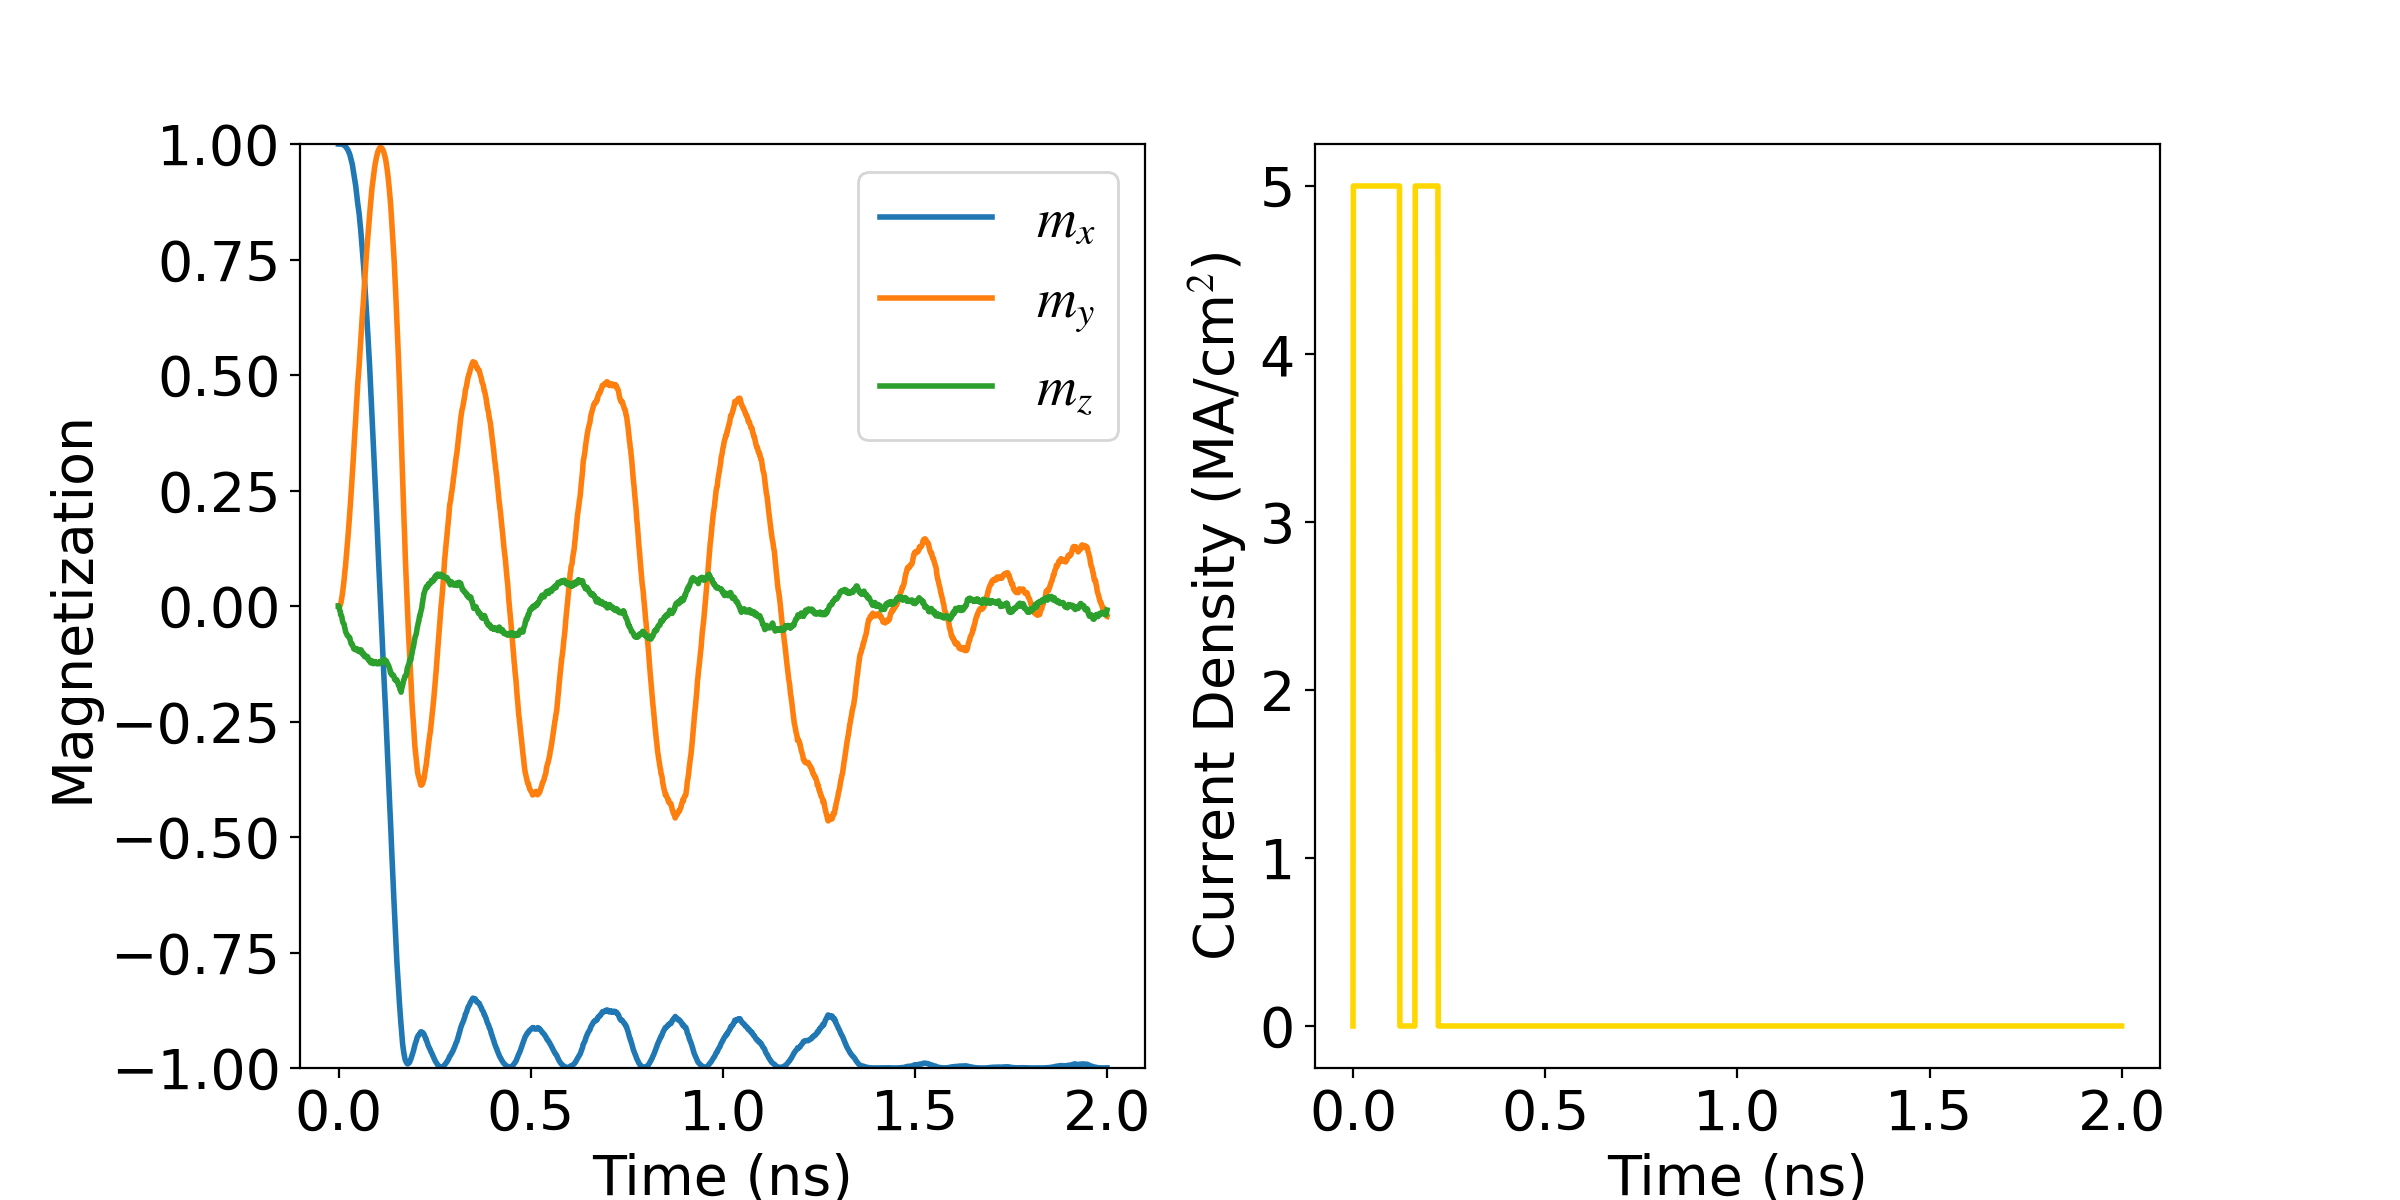 Magnetization
1.00
0.75
0.50
0.25
0.00
−0.25
−0.50
−0.75
−1.00
0.0 0.5 1.0 1.5 2.0
Time (ns)
m_x
m_y
m_z
Current Density (MA/cm²)
5
4
3
2
1
0
0.0 0.5 1.0 1.5 2.0
Time (ns)